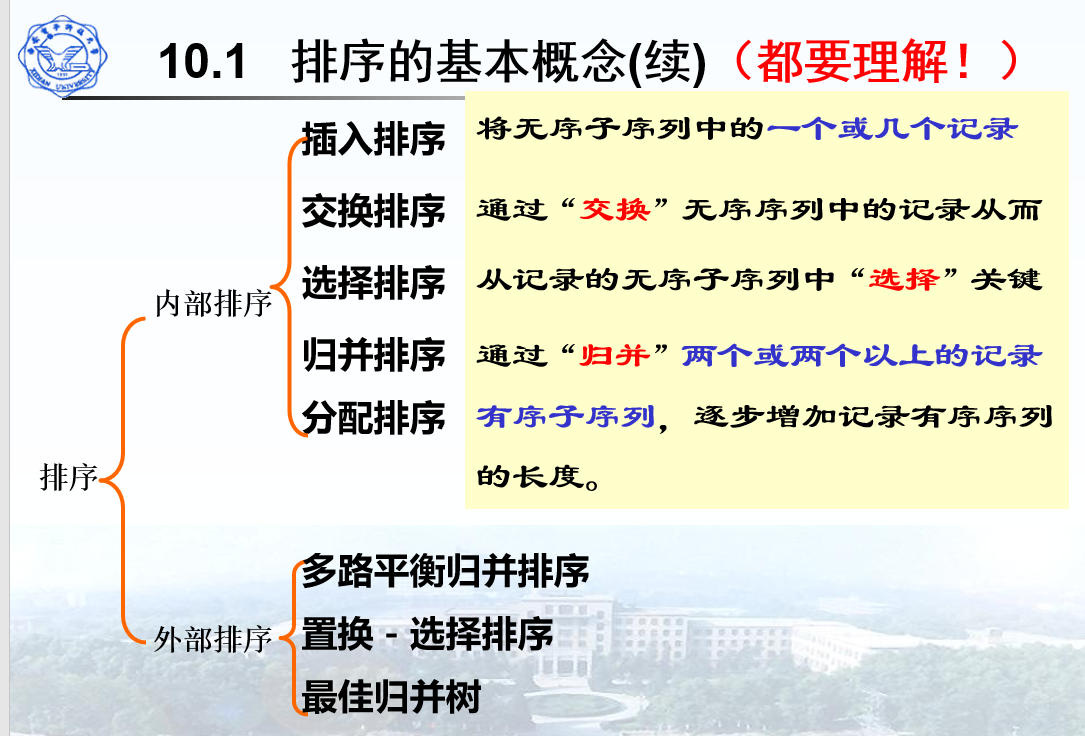 10.1 排序的基本概念(续)（都要理解！）
插入排序
将无序子序列中的一个或几个记录
交换排序
通过“交换”无序序列中的记录从而
选择排序
从记录的无序子序列中“选择”关键
内部排序
归并排序
通过“归并”两个或两个以上的记录
分配排序
有序子序列，逐步增加记录有序序列
的长度。
排序
多路平衡归并排序
外部排序
置换－选择排序
最佳归并树